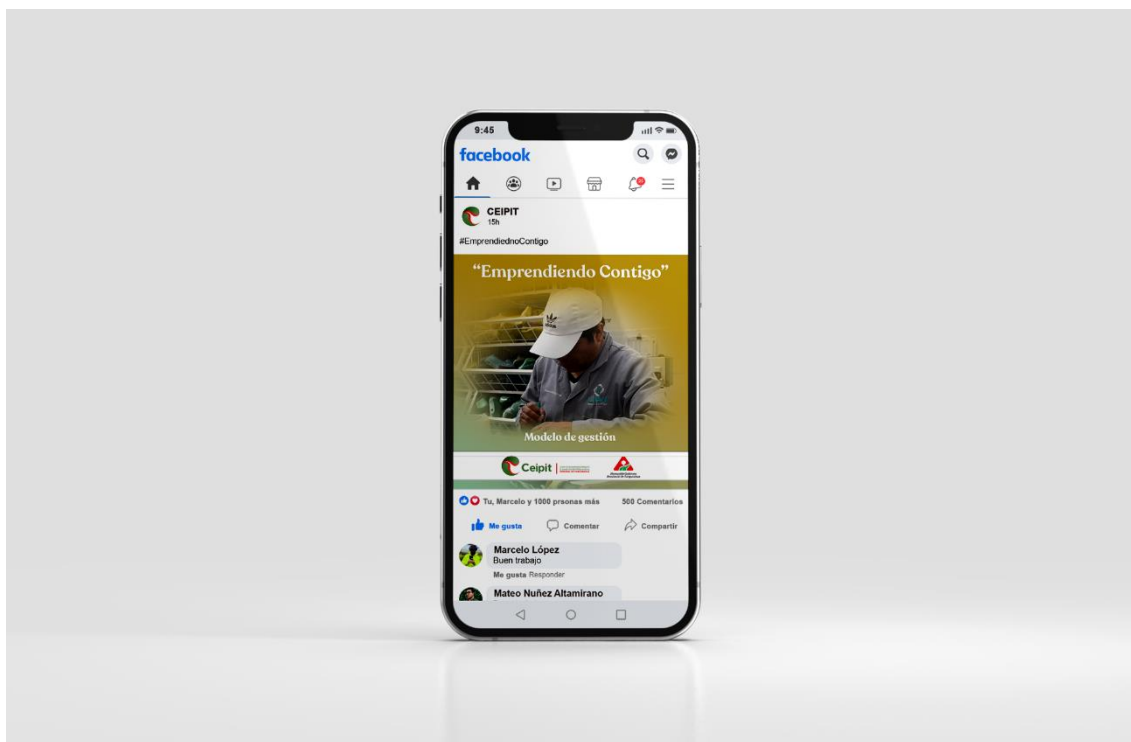 9:45
facebook
CEIPIT
15h
#EmprendiednoContigo
“Emprendiendo Contigo”
adidas
Modelo de gestión
Ceipit
Tu, Marcelo y 1000 prsonas más 500 Comentarios
Me gusta Comentar Compartir
Marcelo López
Buen trabajo
Me gusta Responder
Mateo Nuñez Altamirano